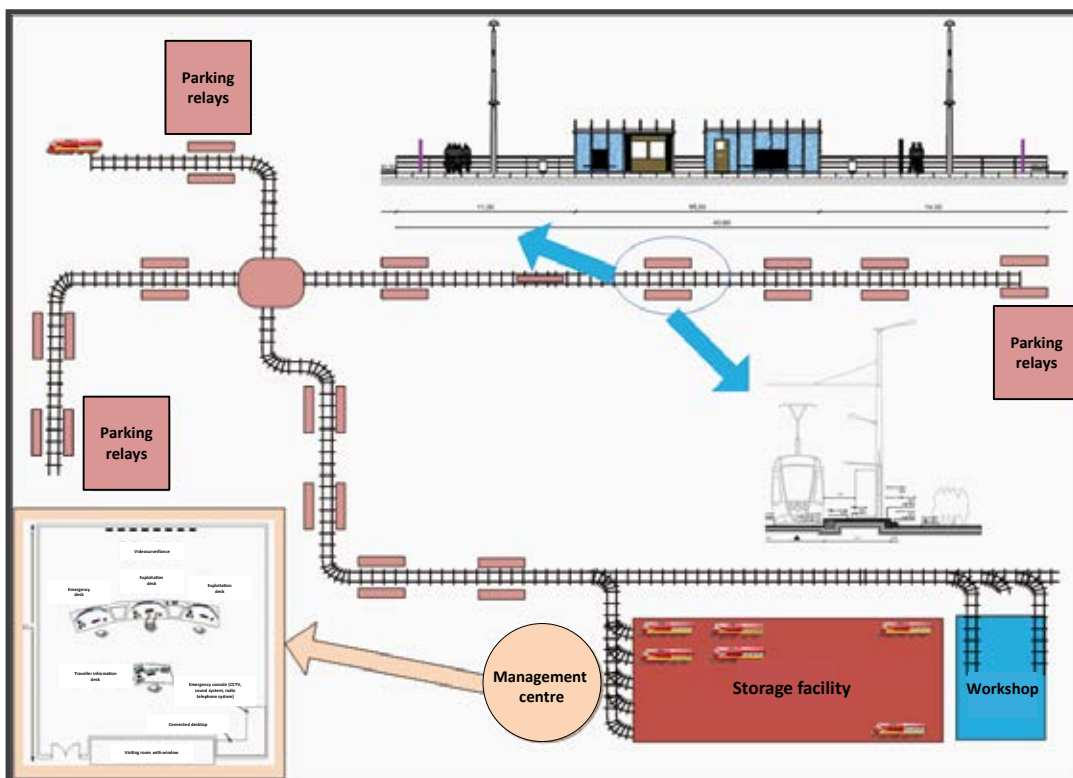 Parking
relays
Parking
relays
Parking
relays
Videosurveillance
Exploitation
desk
Emergency
desk
Exploitation
desk
Traveller information
desk
Emergency console (CCTV,
sound system, radio
telephone system)
Connected desktop
Visiting room with window
Management
centre
Storage facility
Workshop